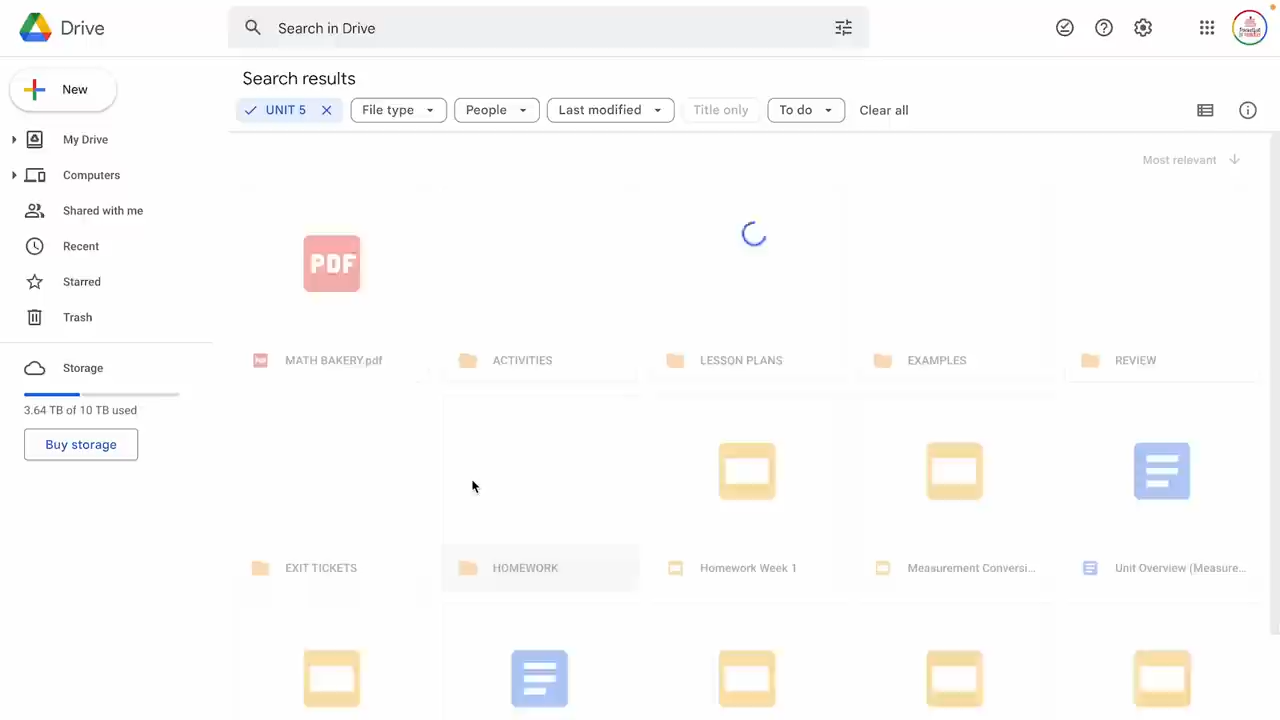 Drive
Search in Drive
New
Search results
UNIT 5
File type
People
Last modified
Title only
To do
Clear all
My Drive
Computers
Shared with me
Recent
Starred
Trash
Storage
3.64 TB of 10 TB used
Buy storage
Most relevant
PDF
PDF MATH BAKERY.pdf
ACTIVITIES
LESSON PLANS
EXAMPLES
REVIEW
EXIT TICKETS
HOMEWORK
Homework Week 1
Measurement Conversi...
Unit Overview (Measure...